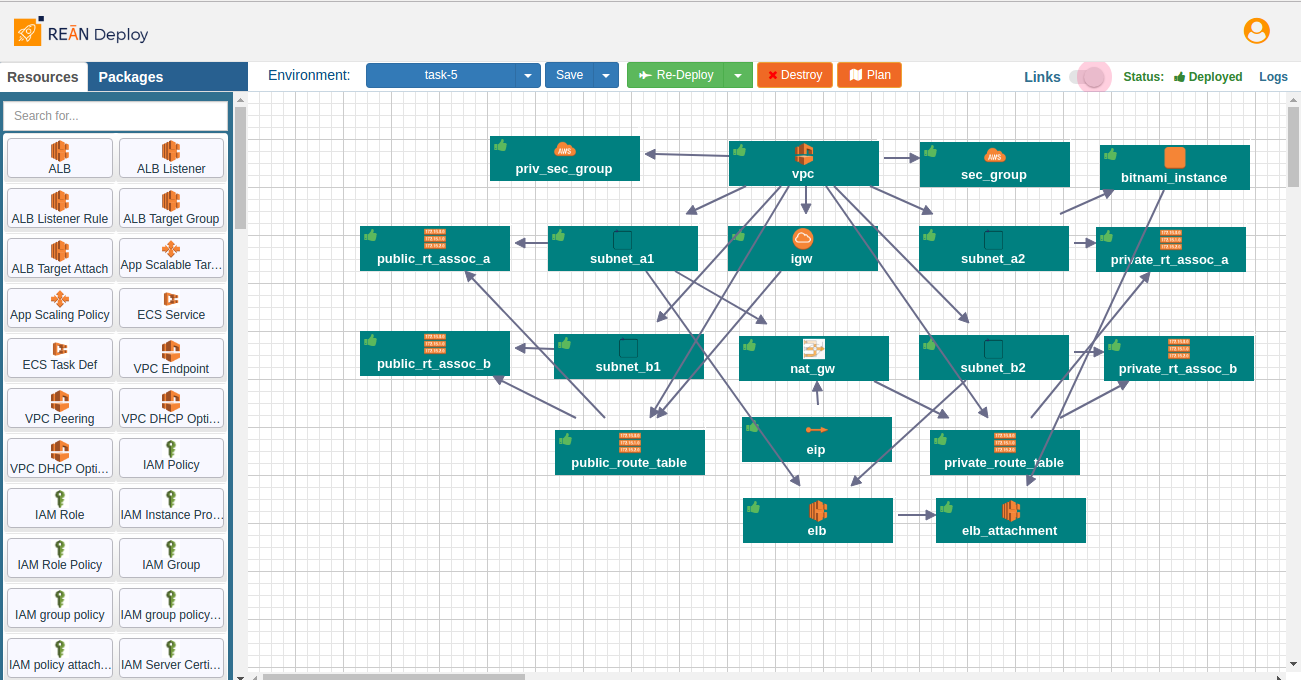 REĀN Deploy
Resources
Packages
Environment:
task-5
Save
Re-Deploy
Destroy
Plan
Links
Status:
Deployed
Logs
Search for...
ALB
ALB Listener
ALB Listener Rule
ALB Target Group
ALB Target Attach
App Scalable Tar...
App Scaling Policy
ECS Service
ECS Task Def
VPC Endpoint
VPC Peering
VPC DHCP Opti...
VPC DHCP Opti...
IAM Policy
IAM Role
IAM Instance Pro...
IAM Role Policy
IAM Group
IAM group policy
IAM group policy...
IAM policy attach...
IAM Server Certi...
AWS
priv_sec_group
vpc
AWS
sec_group
bitnami_instance
public_rt_assoc_a
subnet_a1
igw
subnet_a2
private_rt_assoc_a
public_rt_assoc_b
subnet_b1
nat_gw
subnet_b2
private_rt_assoc_b
public_route_table
eip
private_route_table
elb
elb_attachment